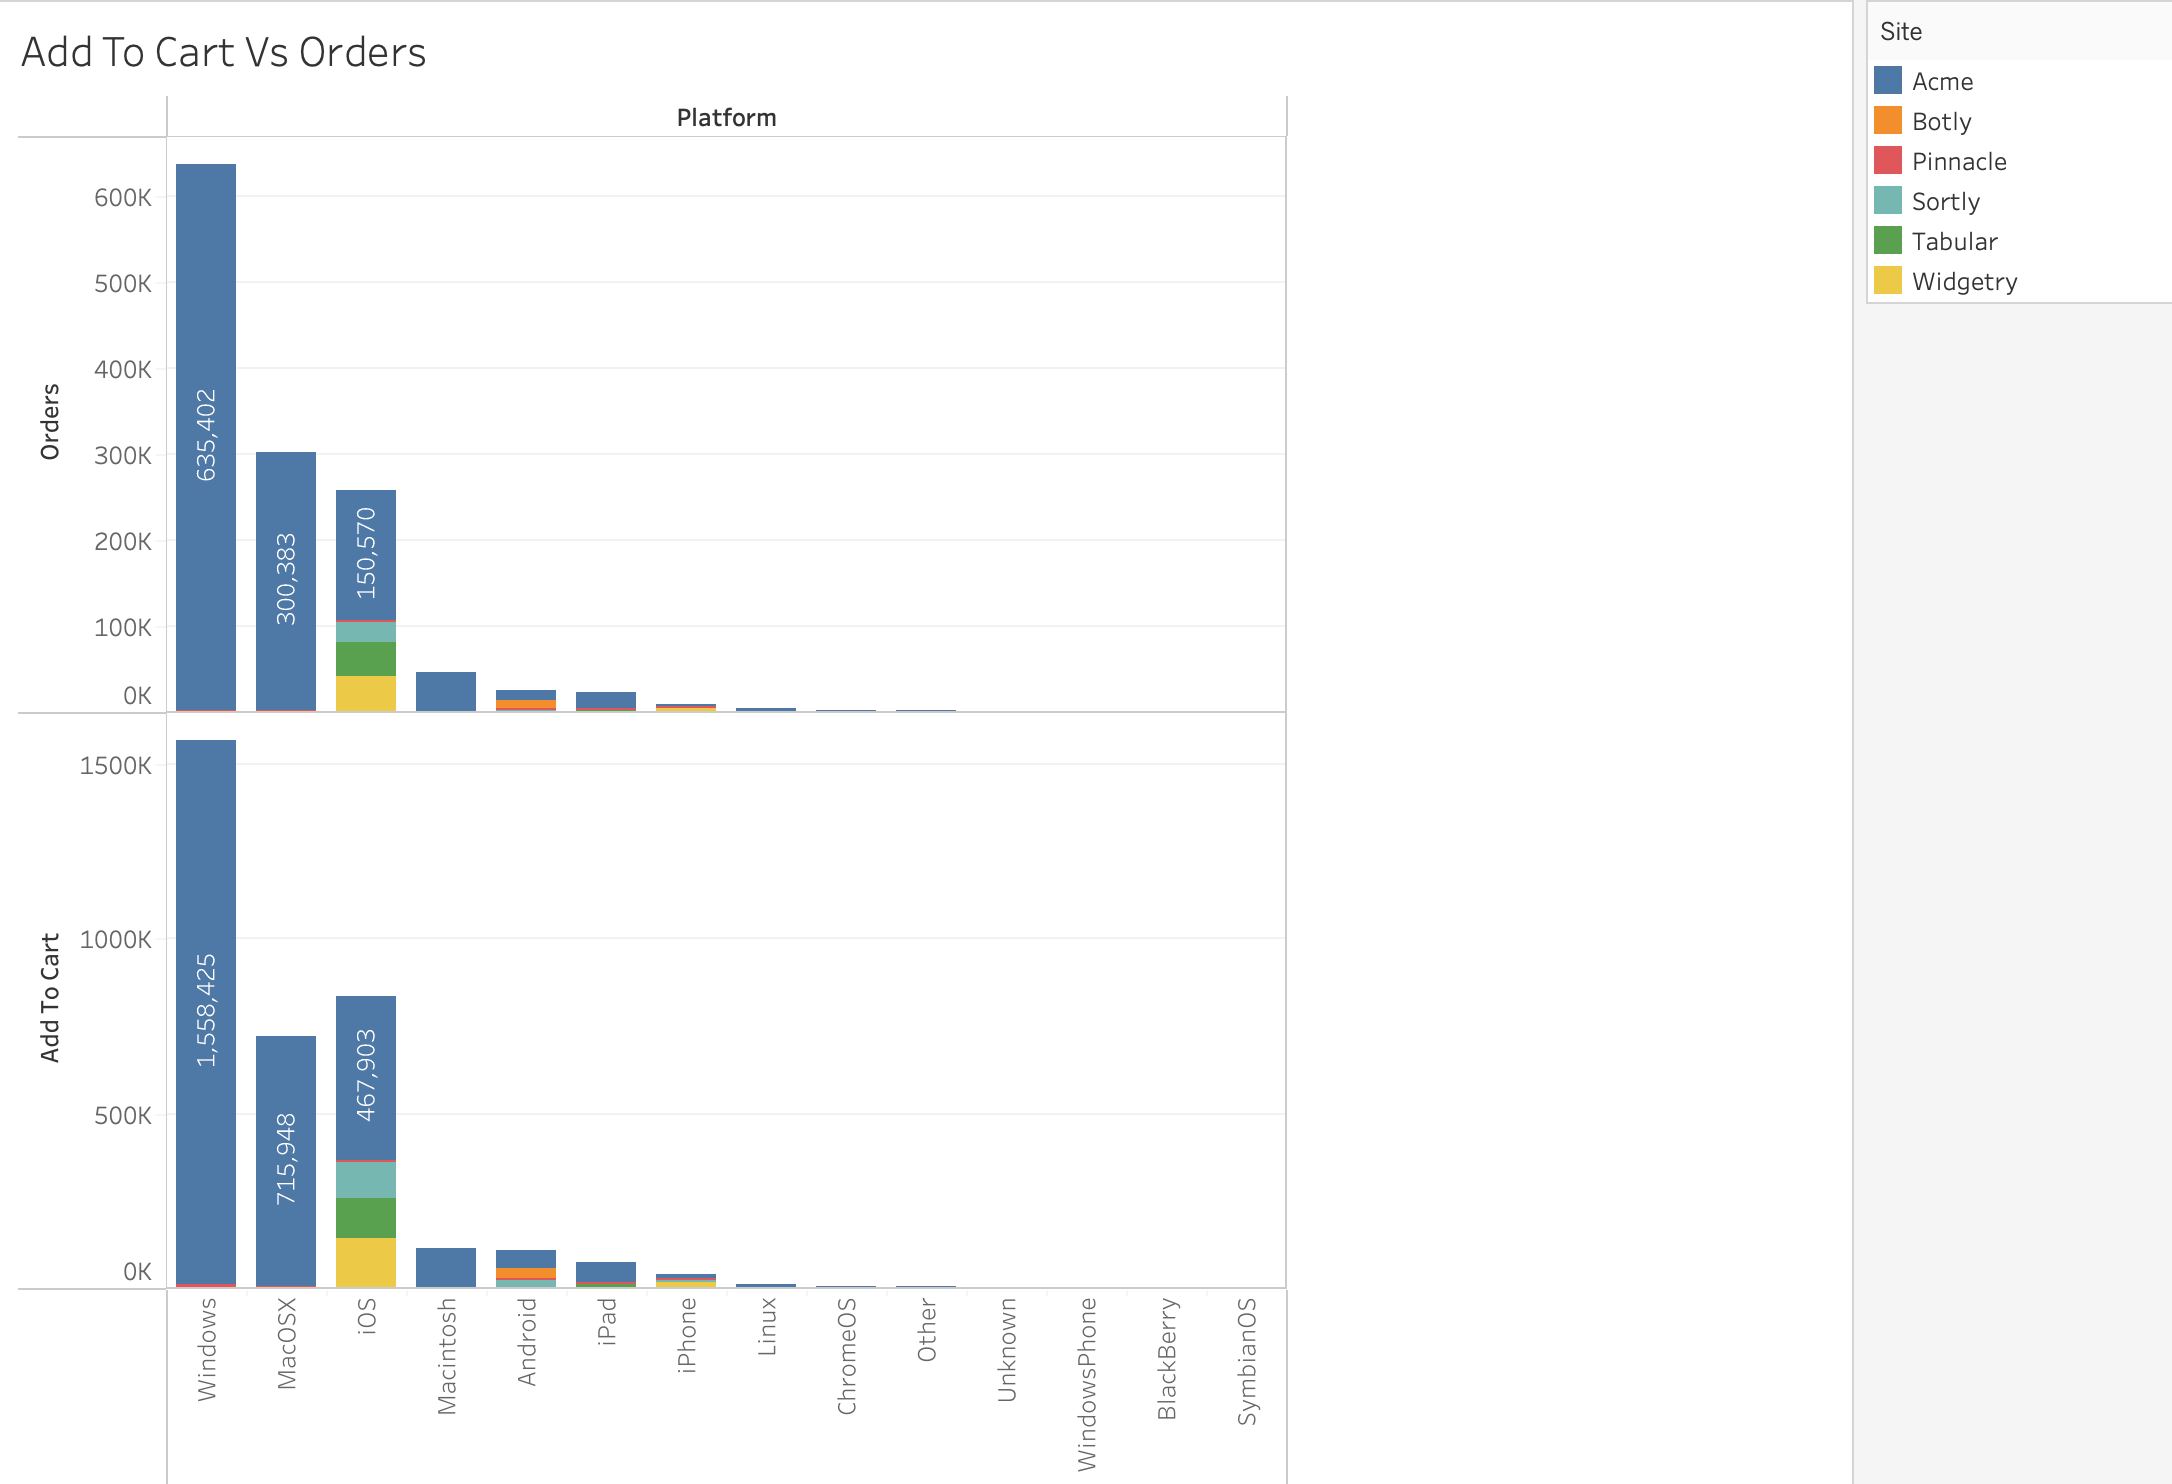 Add To Cart Vs Orders
Platform
Site
Acme
Botly
Pinnacle
Sortly
Tabular
Widgetry
Orders
600K
500K
400K
300K
200K
100K
0K
635,402
300,383
150,570
Add To Cart
1500K
1000K
500K
0K
1,558,425
715,948
467,903
Windows
MacOSX
iOS
Macintosh
Android
iPad
iPhone
Linux
ChromeOS
Other
Unknown
WindowsPhone
BlackBerry
SymbianOS